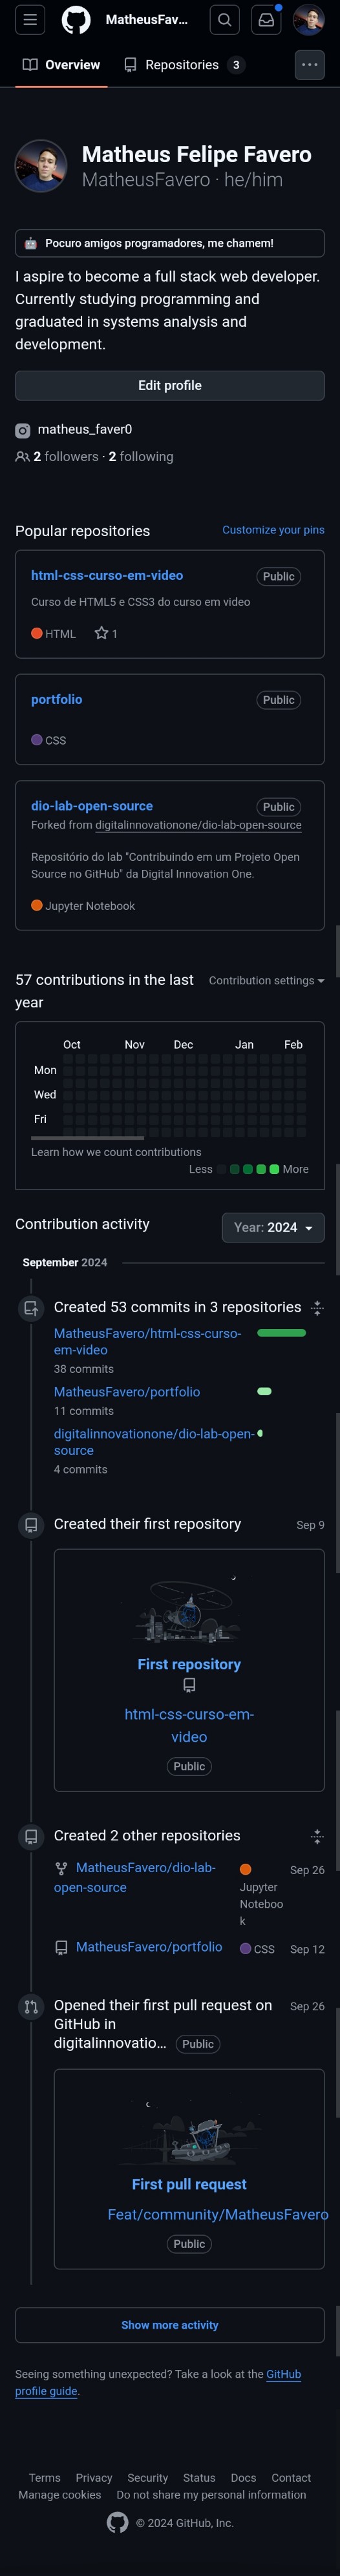 MatheusFav...
Overview
Repositories 3
Matheus Felipe Favero
MatheusFavero · he/him
Pocuro amigos programadores, me chamem!
I aspire to become a full stack web developer.
Currently studying programming and
graduated in systems analysis and
development.
Edit profile
matheus_faver0
2 followers · 2 following
Popular repositories
Customize your pins
html-css-curso-em-video
Public
Curso de HTML5 e CSS3 do curso em video
HTML
1
portfolio
Public
CSS
dio-lab-open-source
Public
Forked from digitalinnovationone/dio-lab-open-source
Repositório do lab "Contribuindo em um Projeto Open
Source no GitHub" da Digital Innovation One.
Jupyter Notebook
57 contributions in the last
year
Contribution settings
Oct Nov Dec Jan Feb
Mon
Wed
Fri
Learn how we count contributions
Less
More
Contribution activity
Year: 2024
September 2024
Created 53 commits in 3 repositories
MatheusFavero/html-css-curso-
em-video
38 commits
MatheusFavero/portfolio
11 commits
digitalinnovationone/dio-lab-open-
source
4 commits
Created their first repository
Sep 9
First repository
html-css-curso-em-
video
Public
Created 2 other repositories
MatheusFavero/dio-lab-
open-source
Jupyter
Noteboo
k
Sep 26
MatheusFavero/portfolio
CSS
Sep 12
Opened their first pull request on
GitHub in
digitalinnovatio... Public
Sep 26
First pull request
Feat/community/MatheusFavero
Public
Show more activity
Seeing something unexpected? Take a look at the GitHub
profile guide.
Terms Privacy Security Status Docs Contact
Manage cookies Do not share my personal information
© 2024 GitHub, Inc.